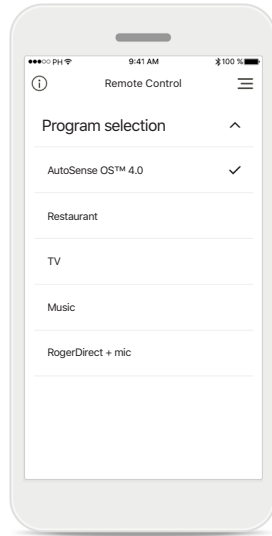 PH 9:41 AM 100 %
Remote Control
Program selection
AutoSense OS™ 4.0
Restaurant
TV
Music
RogerDirect + mic